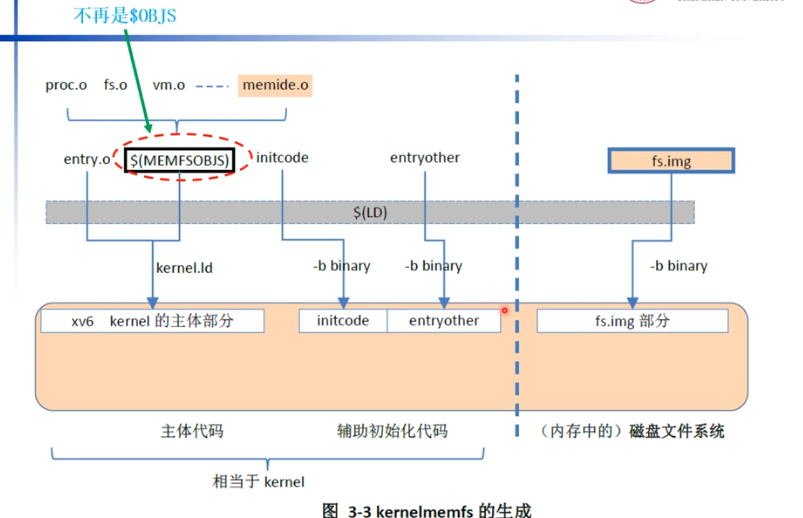 不再是$OBJS
proc.o fs.o vm.o ---- memide.o
entry.o $(MEMFSOBJS) initcode entryother fs.img
$(LD)
kernel.ld -b binary -b binary -b binary
xv6 kernel 的主体部分 initcode entryother fs.img 部分
主体代码 辅助初始化代码 （内存中的）磁盘文件系统
相当于 kernel
图 3-3 kernelmemfs 的生成